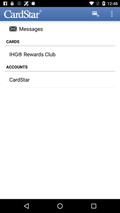 12:46
CardStar
Messages
CARDS
IHG® Rewards Club
ACCOUNTS
CardStar